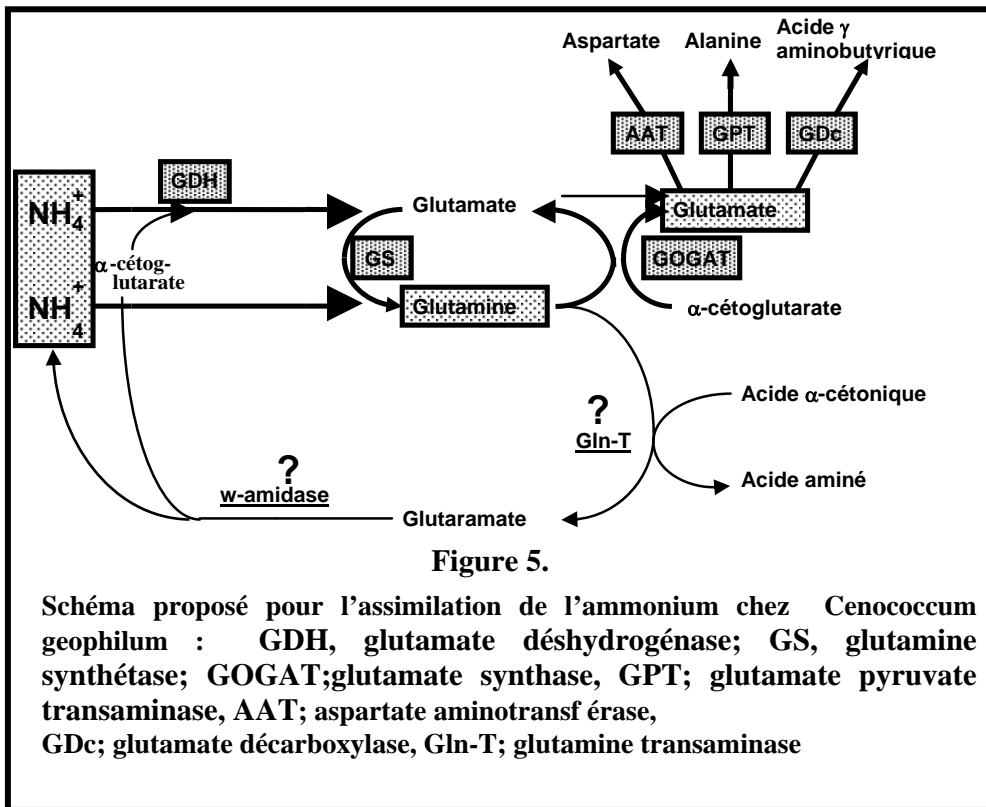 Aspartate Alanine Acide γ
aminobutyrique
AAT GPT GDc
GDH
NH4+
Glutamate
Glutamate
α-cétog-
lutarate
GS
GOGAT
NH4+
Glutamine
α-cétoglutarate
?
Gln-T
Acide α-cétonique
?
w-amidase
Acide aminé
Glutaramate
Figure 5.
Schéma proposé pour l’assimilation de l’ammonium chez Cenococcum
geophilum : GDH, glutamate déshydrogénase; GS, glutamine
synthétase; GOGAT;glutamate synthase, GPT; glutamate pyruvate
transaminase, AAT; aspartate aminotransf érase,
GDc; glutamate décarboxylase, Gln-T; glutamine transaminase